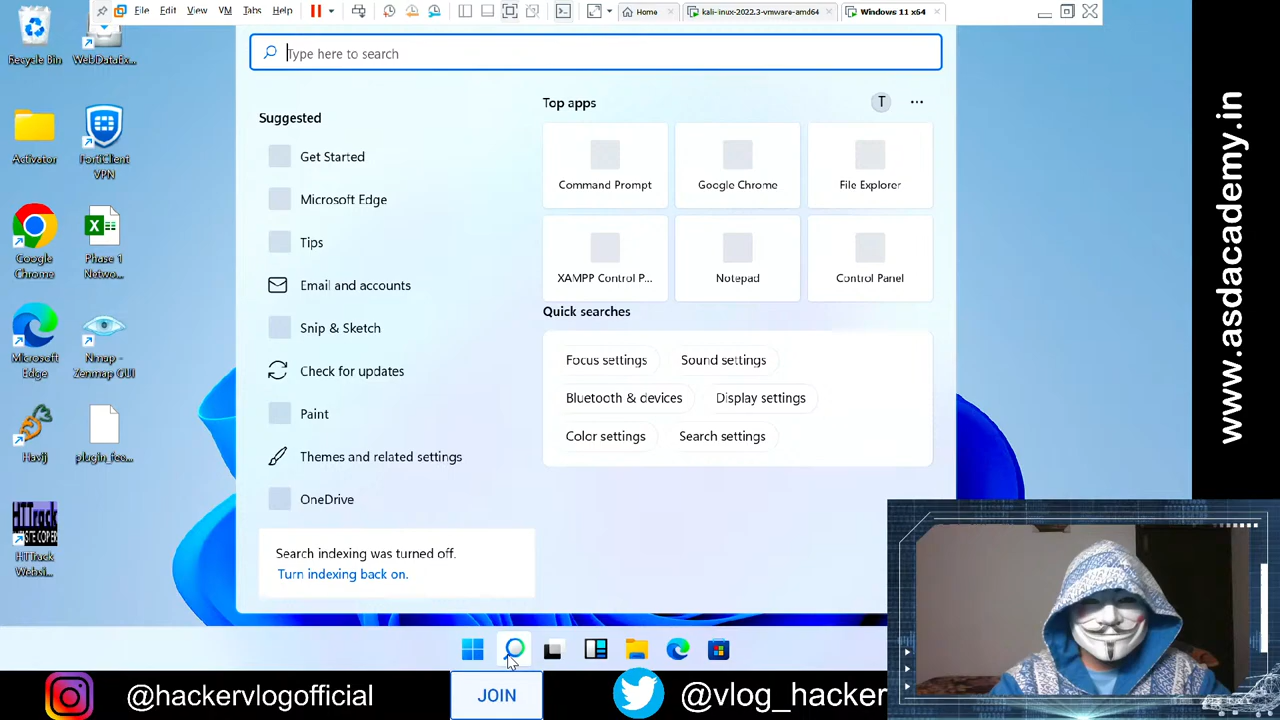 File Edit View VM Tabs Help
Home
kali-linux-2022.3-vmware-amd64
Windows 11 x64
Recycle Bin
WebDataEx...
Activator
FortiClient
VPN
Google
Chrome
Phase 1
Netwo...
Microsoft
Edge
Nmap -
Zenmap GUI
Havij
plugin_fee...
HTTrack
Websi...
Type here to search
Suggested
Get Started
Microsoft Edge
Tips
Email and accounts
Snip & Sketch
Check for updates
Paint
Themes and related settings
OneDrive
Search indexing was turned off.
Turn indexing back on.
Top apps
T
Command Prompt
Google Chrome
File Explorer
XAMPP Control P...
Notepad
Control Panel
Quick searches
Focus settings
Sound settings
Bluetooth & devices
Display settings
Color settings
Search settings
www.asdacademy.in
@hackervlogofficial
JOIN
@vlog_hacker